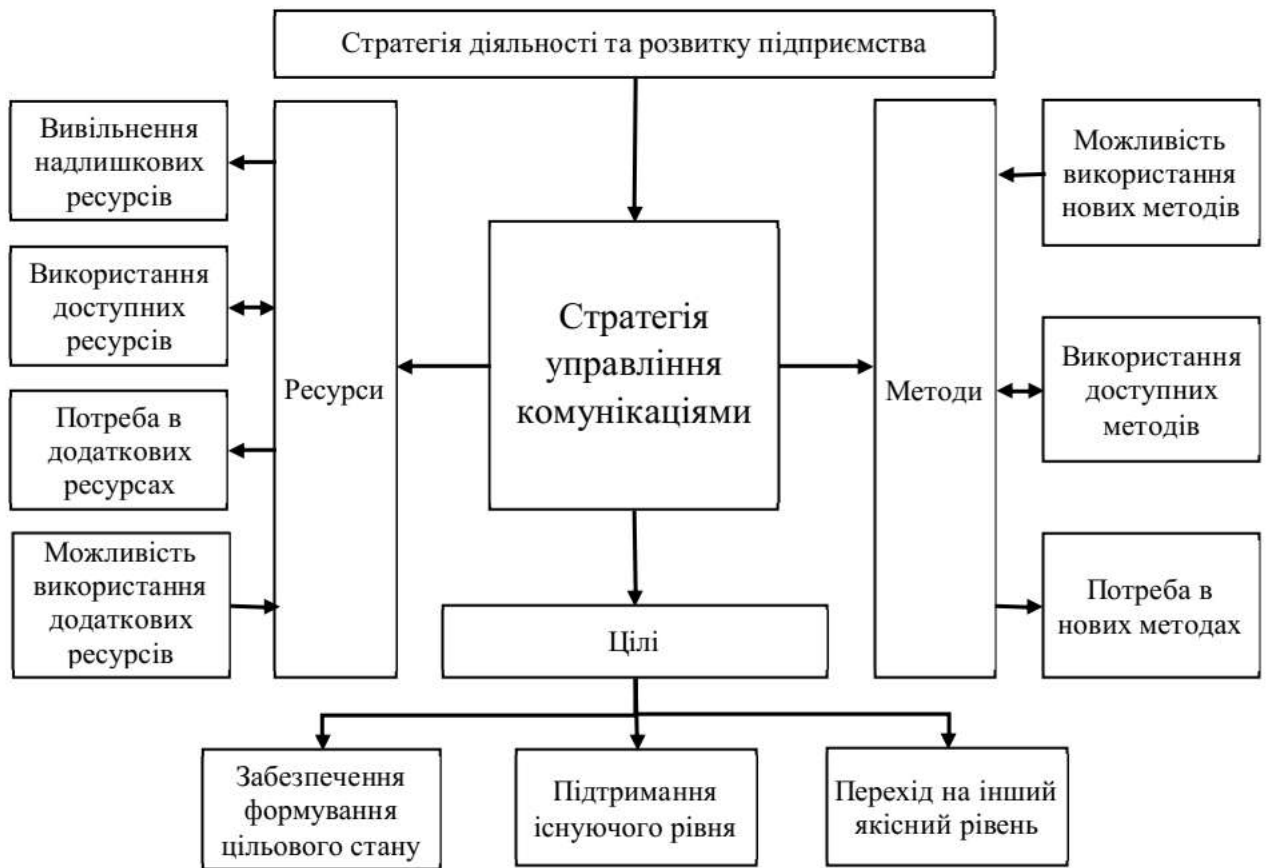 Стратегія діяльності та розвитку підприємства
Вивільнення
надлишкових
ресурсів
Використання
доступних
ресурсів
Потреба в
додаткових
ресурсах
Можливість
використання
додаткових
ресурсів
Ресурси
Стратегія
управління
комунікаціями
Методи
Можливість
використання
нових методів
Використання
доступних
методів
Потреба в
нових методах
Цілі
Забезпечення
формування
цільового стану
Підтримання
існуючого рівня
Перехід на інший
якісний рівень